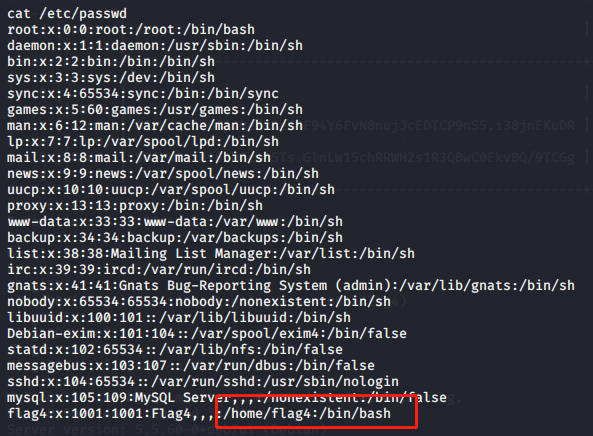 cat /etc/passwd
root:x:0:0:root:/root:/bin/bash
daemon:x:1:1:daemon:/usr/sbin:/bin/sh
bin:x:2:2:bin:/bin:/bin/sh
sys:x:3:3:sys:/dev:/bin/sh
sync:x:4:65534:sync:/bin:/bin/sync
games:x:5:60:games:/usr/games:/bin/sh
man:x:6:12:man:/var/cache/man:/bin/sh
lp:x:7:7:lp:/var/spool/lpd:/bin/sh
mail:x:8:8:mail:/var/mail:/bin/sh
news:x:9:9:news:/var/spool/news:/bin/sh
uucp:x:10:10:uucp:/var/spool/uucp:/bin/sh
proxy:x:13:13:proxy:/bin:/bin/sh
www-data:x:33:33:www-data:/var/www:/bin/sh
backup:x:34:34:backup:/var/backups:/bin/sh
list:x:38:38:Mailing List Manager:/var/list:/bin/sh
irc:x:39:39:ircd:/var/run/ircd:/bin/sh
gnats:x:41:41:Gnats Bug-Reporting System (admin):/var/lib/gnats:/bin/sh
nobody:x:65534:65534:nobody:/nonexistent:/bin/sh
libuuid:x:100:101::/var/lib/libuuid:/bin/sh
Debian-exim:x:101:104::/var/spool/exim4:/bin/false
statd:x:102:65534::/var/lib/nfs:/bin/false
messagebus:x:103:107::/var/run/dbus:/bin/false
sshd:x:104:65534::/var/run/sshd:/usr/sbin/nologin
mysql:x:105:109:MySQL Server,,,:/nonexistent:/bin/false
flag4:x:1001:1001:Flag4,,,:/home/flag4:/bin/bash